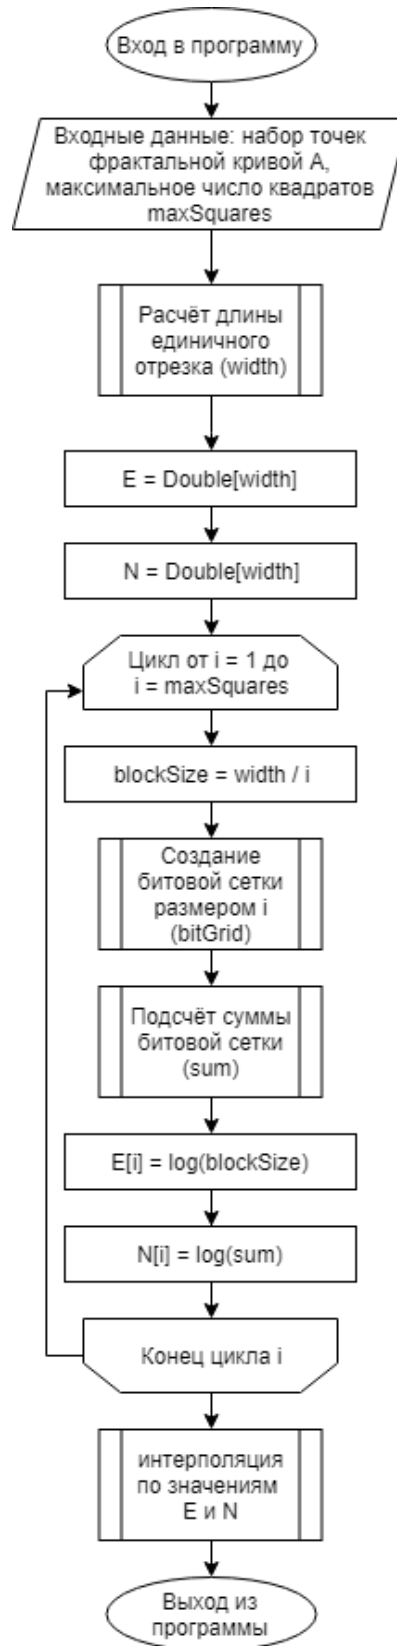 Вход в программу
Входные данные: набор точек
фрактальной кривой А,
максимальное число квадратов
maxSquares
Расчёт длины
единичного
отрезка (width)
E = Double[width]
N = Double[width]
Цикл от i = 1 до
i = maxSquares
blockSize = width / i
Создание
битовой сетки
размером i
(bitGrid)
Подсчёт суммы
битовой сетки
(sum)
E[i] = log(blockSize)
N[i] = log(sum)
Конец цикла i
интерполяция
по значениям
E и N
Выход из
программы